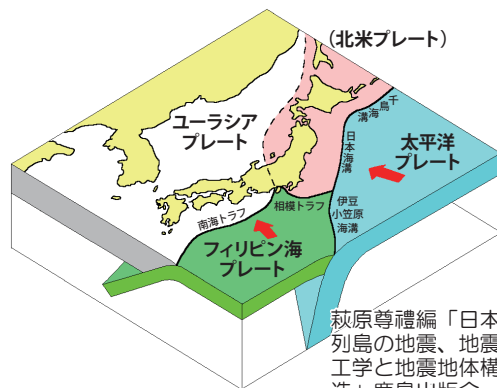 (北米プレート)
ユーラシア
プレート
千島海溝
日本海溝
太平洋
プレート
伊豆
小笠原
海溝
相模トラフ
南海トラフ
フィリピン海
プレート
萩原尊禮編「日本
列島の地震、地震
工学と地震地体構